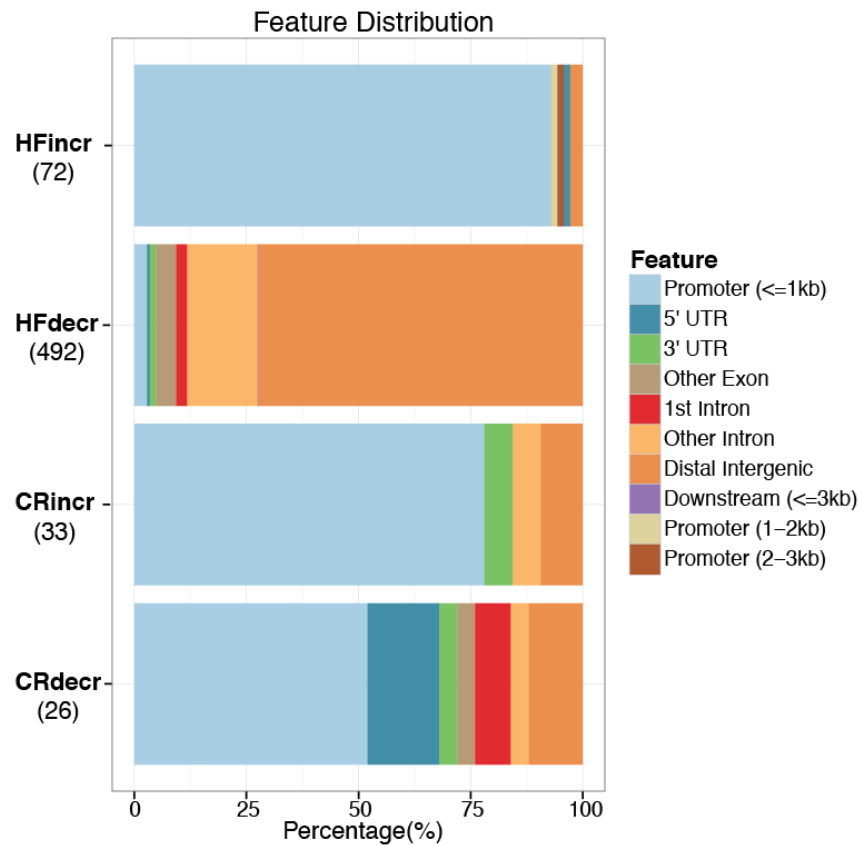 Feature Distribution
HFincr
(72)
HFdecr
(492)
CRincr
(33)
CRdecr
(26)
0 25 50 75 100
Percentage(%)
Feature
Promoter (<=1kb)
5' UTR
3' UTR
Other Exon
1st Intron
Other Intron
Distal Intergenic
Downstream (<=3kb)
Promoter (1−2kb)
Promoter (2−3kb)